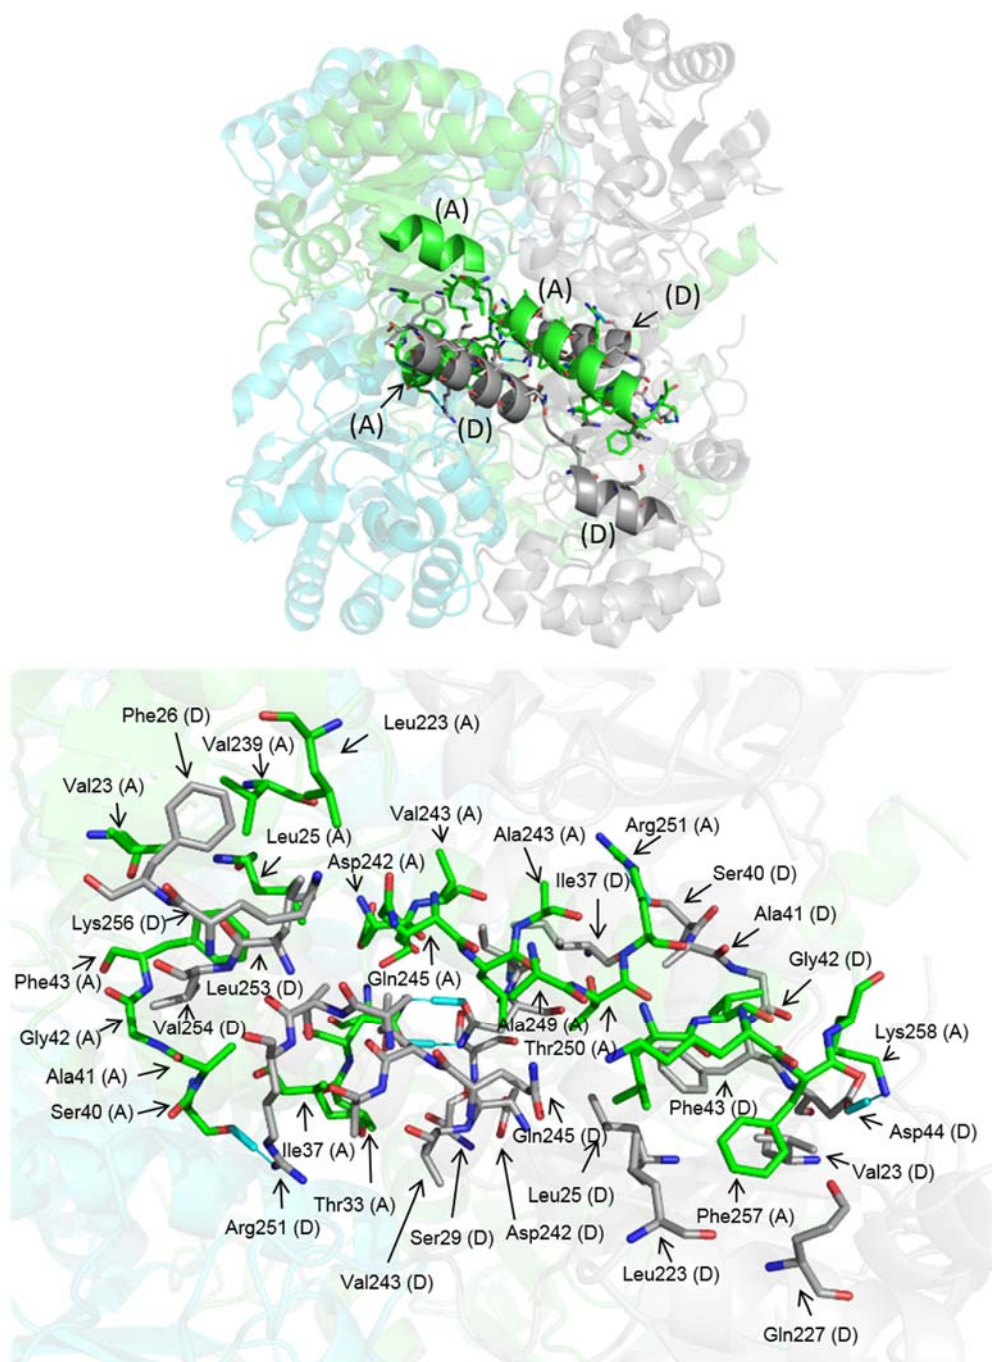 (A)
(A)
(D)
(A)
(D)
(D)
Phe26 (D)
Leu223 (A)
Val239 (A)
Val23 (A)
Val243 (A)
Ala243 (A)
Arg251 (A)
Leu25 (A)
Asp242 (A)
Ile37 (D)
Ser40 (D)
Lys256 (D)
Ala41 (D)
Gly42 (D)
Phe43 (A)
Leu253 (D)
Gln245 (A)
Val254 (D)
Ala249 (A)
Gly42 (A)
Thr250 (A)
Lys258 (A)
Ala41 (A)
Phe43 (D)
Ser40 (A)
Asp44 (D)
Ile37 (A)
Gln245 (D)
Val23 (D)
Thr33 (A)
Leu25 (D)
Phe257 (A)
Arg251 (D)
Ser29 (D)
Asp242 (D)
Val243 (D)
Leu223 (D)
Gln227 (D)